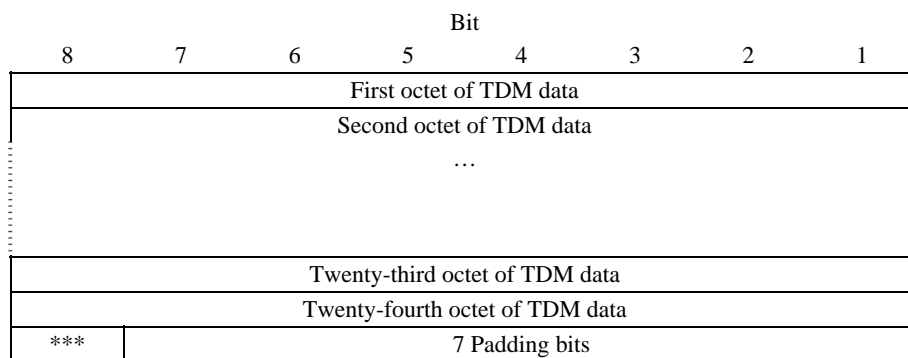 Bit
8 7 6 5 4 3 2 1
First octet of TDM data
Second octet of TDM data
…
Twenty-third octet of TDM data
Twenty-fourth octet of TDM data
*** 7 Padding bits